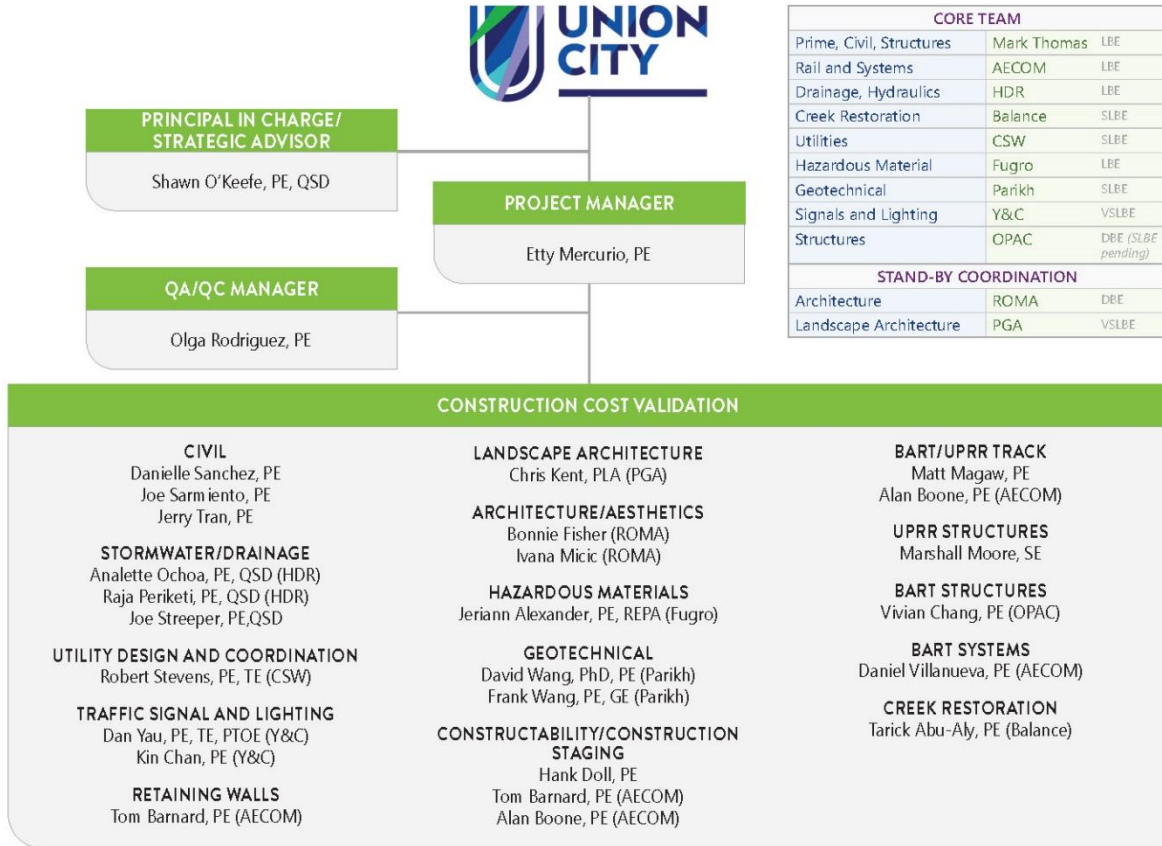 UNION
CITY
PRINCIPAL IN CHARGE/
STRATEGIC ADVISOR
Shawn O'Keefe, PE, QSD
PROJECT MANAGER
Etty Mercurio, PE
QA/QC MANAGER
Olga Rodriguez, PE
CORE TEAM
Prime, Civil, Structures Mark Thomas LBE
Rail and Systems AECOM LBE
Drainage, Hydraulics HDR LBE
Creek Restoration Balance SLBE
Utilities CSW SLBE
Hazardous Material Fugro LBE
Geotechnical Parikh SLBE
Signals and Lighting Y&C VSLBE
Structures OPAC DBE (SLBE
pending)
STAND-BY COORDINATION
Architecture ROMA DBE
Landscape Architecture PGA VSLBE
CONSTRUCTION COST VALIDATION
CIVIL
Danielle Sanchez, PE
Joe Sarmiento, PE
Jerry Tran, PE
STORMWATER/DRAINAGE
Analette Ochoa, PE, QSD (HDR)
Raja Periketi, PE, QSD (HDR)
Joe Streeper, PE,QSD
UTILITY DESIGN AND COORDINATION
Robert Stevens, PE, TE (CSW)
TRAFFIC SIGNAL AND LIGHTING
Dan Yau, PE, TE, PTOE (Y&C)
Kin Chan, PE (Y&C)
RETAINING WALLS
Tom Barnard, PE (AECOM)
LANDSCAPE ARCHITECTURE
Chris Kent, PLA (PGA)
ARCHITECTURE/AESTHETICS
Bonnie Fisher (ROMA)
Ivana Micic (ROMA)
HAZARDOUS MATERIALS
Jeriann Alexander, PE, REPA (Fugro)
GEOTECHNICAL
David Wang, PhD, PE (Parikh)
Frank Wang, PE, GE (Parikh)
CONSTRUCTABILITY/CONSTRUCTION
STAGING
Hank Doll, PE
Tom Barnard, PE (AECOM)
Alan Boone, PE (AECOM)
BART/UPRR TRACK
Matt Magaw, PE
Alan Boone, PE (AECOM)
UPRR STRUCTURES
Marshall Moore, SE
BART STRUCTURES
Vivian Chang, PE (OPAC)
BART SYSTEMS
Daniel Villanueva, PE (AECOM)
CREEK RESTORATION
Tarick Abu-Aly, PE (Balance)